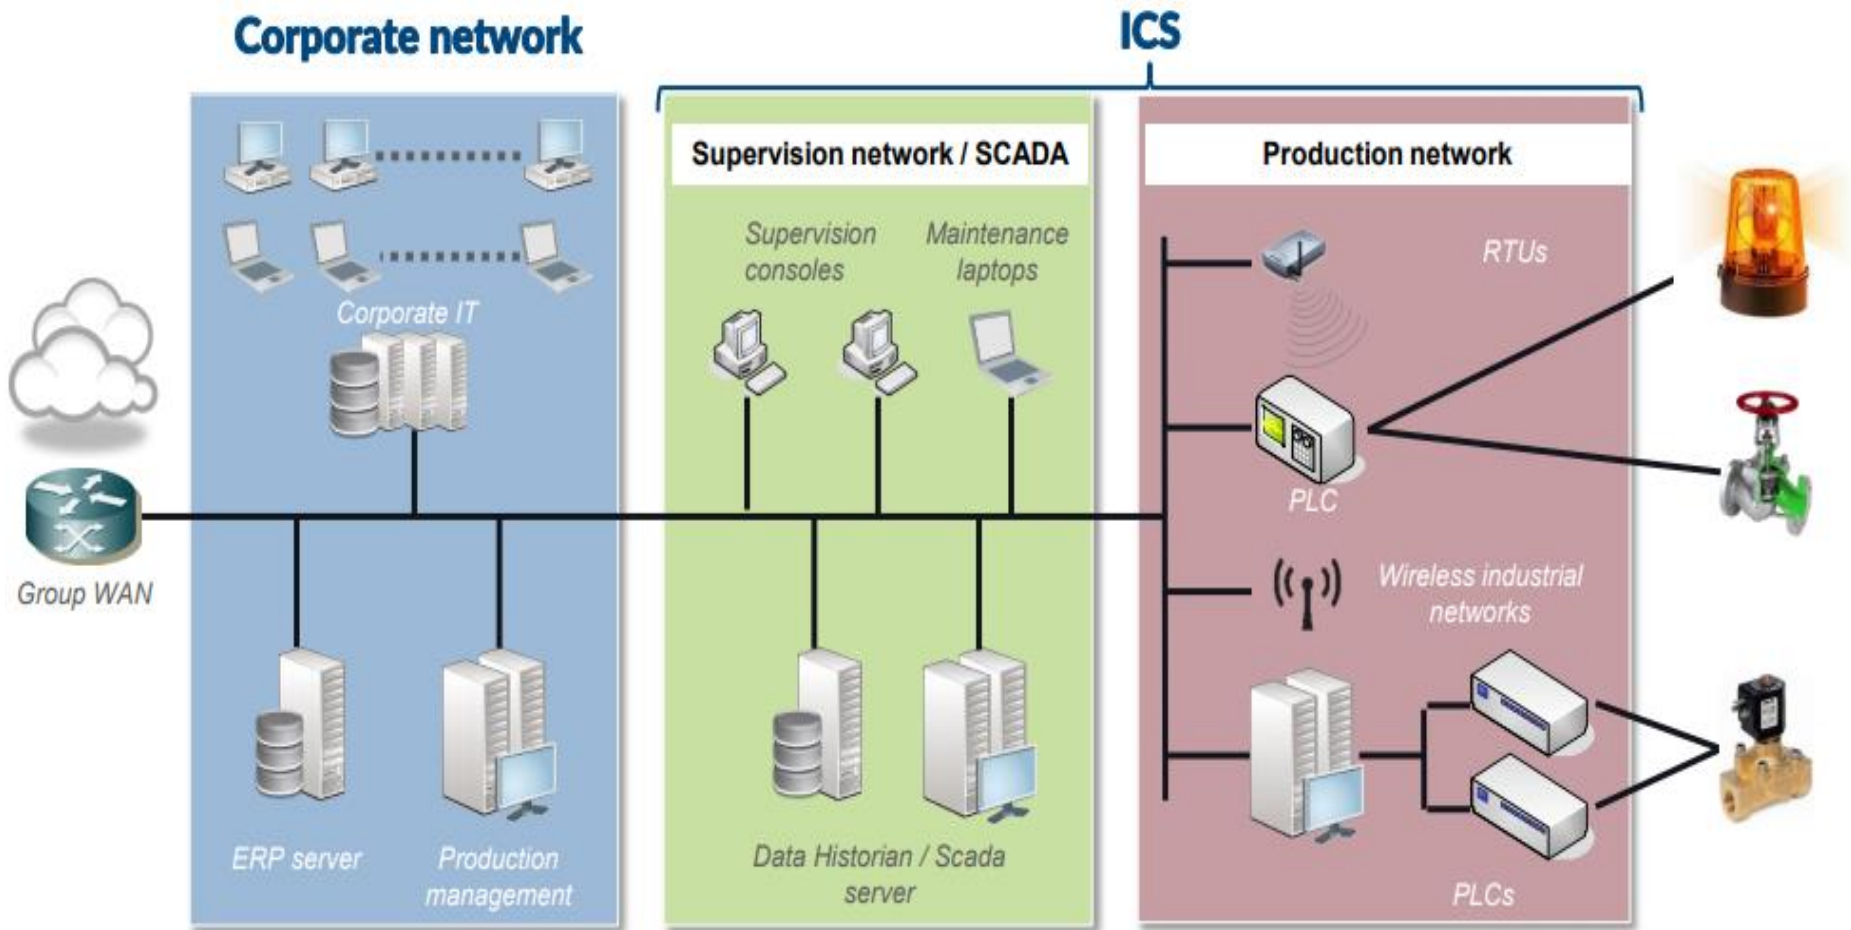 Corporate network
ICS
Supervision network / SCADA
Production network
Supervision
consoles
Maintenance
laptops
RTUs
Corporate IT
PLC
Group WAN
Wireless industrial
networks
ERP server
Production
management
Data Historian / Scada
server
PLCs